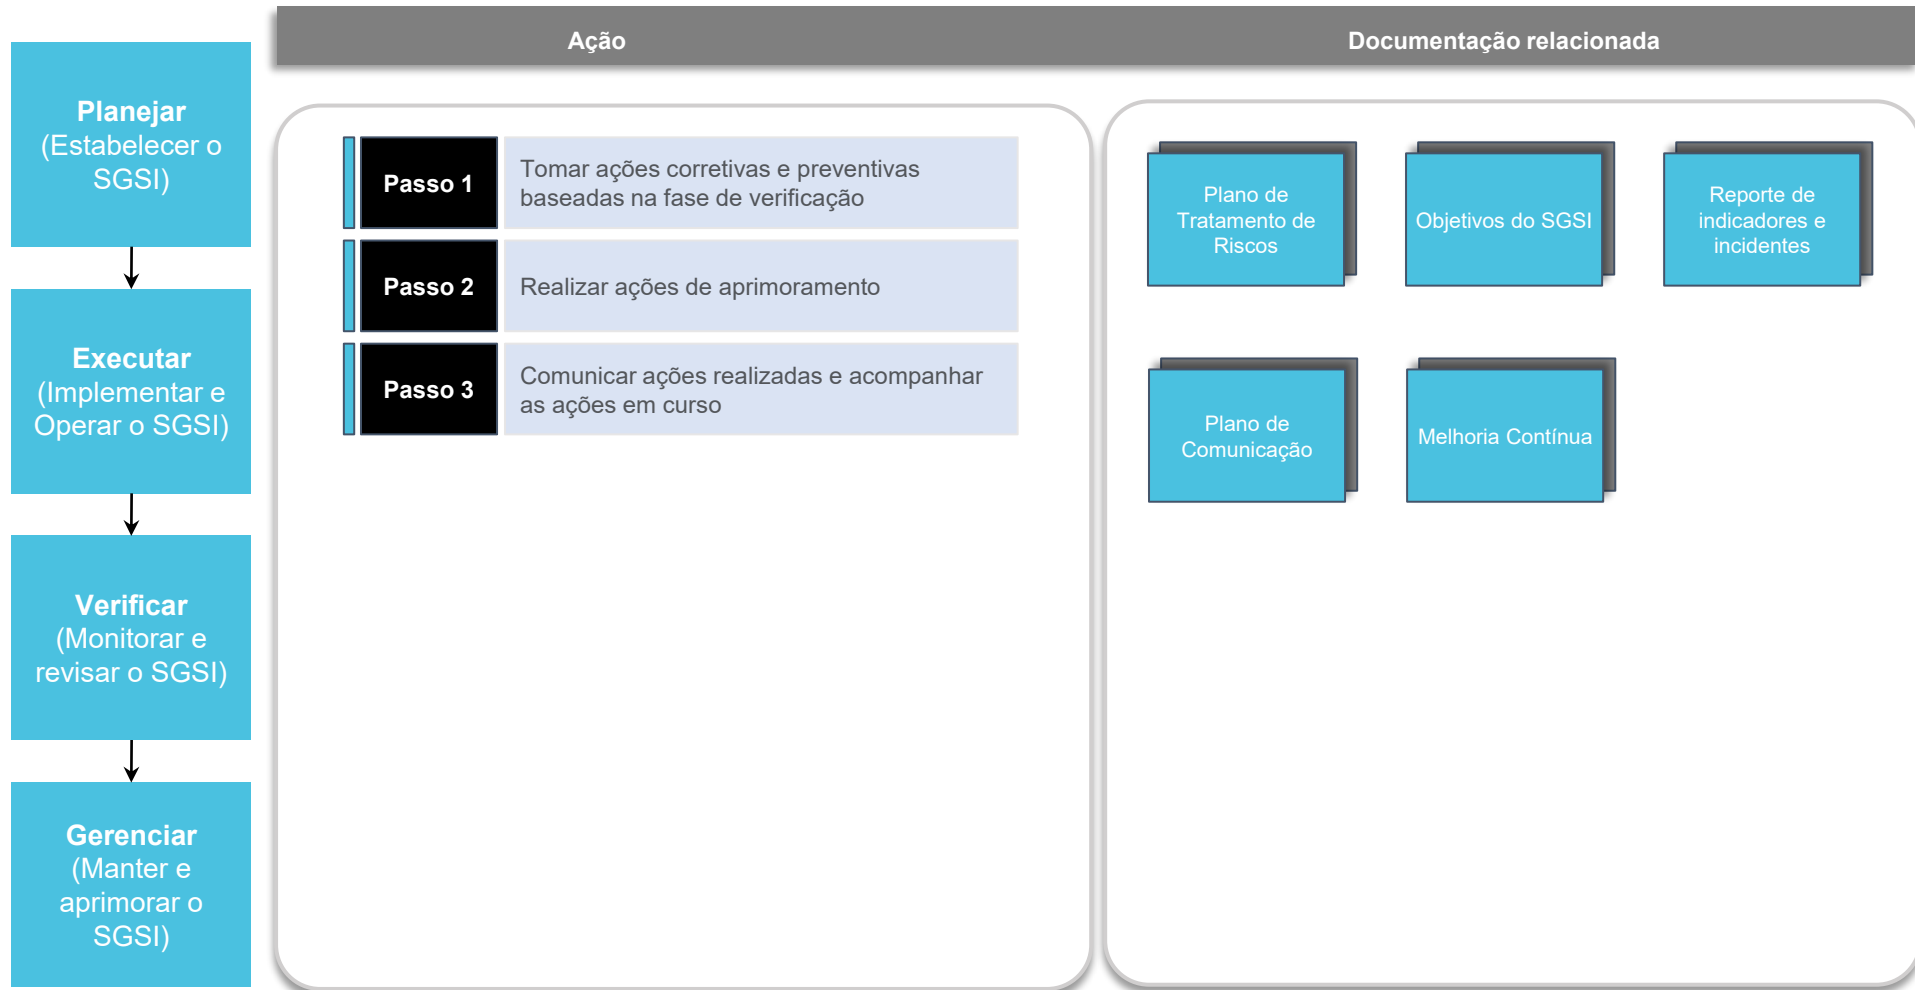 Ação
Documentação relacionada
Planejar
(Estabelecer o
SGSI)
Executar
(Implementar e
Operar o SGSI)
Verificar
(Monitorar e
revisar o SGSI)
Gerenciar
(Manter e
aprimorar o
SGSI)
Passo 1
Tomar ações corretivas e preventivas
baseadas na fase de verificação
Passo 2
Realizar ações de aprimoramento
Passo 3
Comunicar ações realizadas e acompanhar
as ações em curso
Plano de
Tratamento de
Riscos
Objetivos do SGSI
Reporte de
indicadores e
incidentes
Plano de
Comunicação
Melhoria Contínua